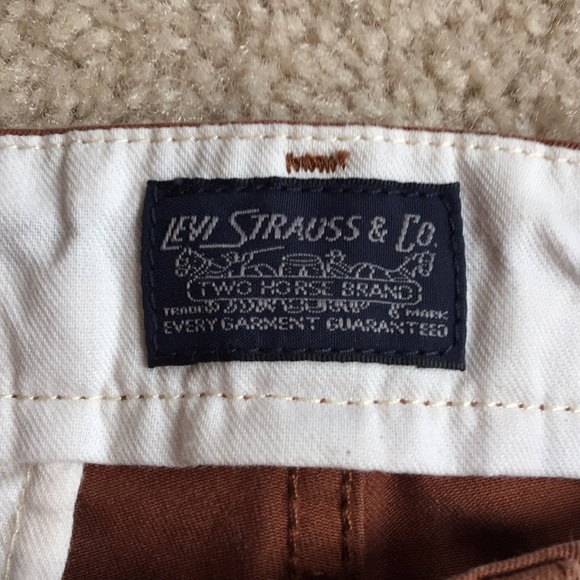 LEVI STRAUSS & CO.
TWO HORSE BRAND
TRADE MARK
EVERY GARMENT GUARANTEED